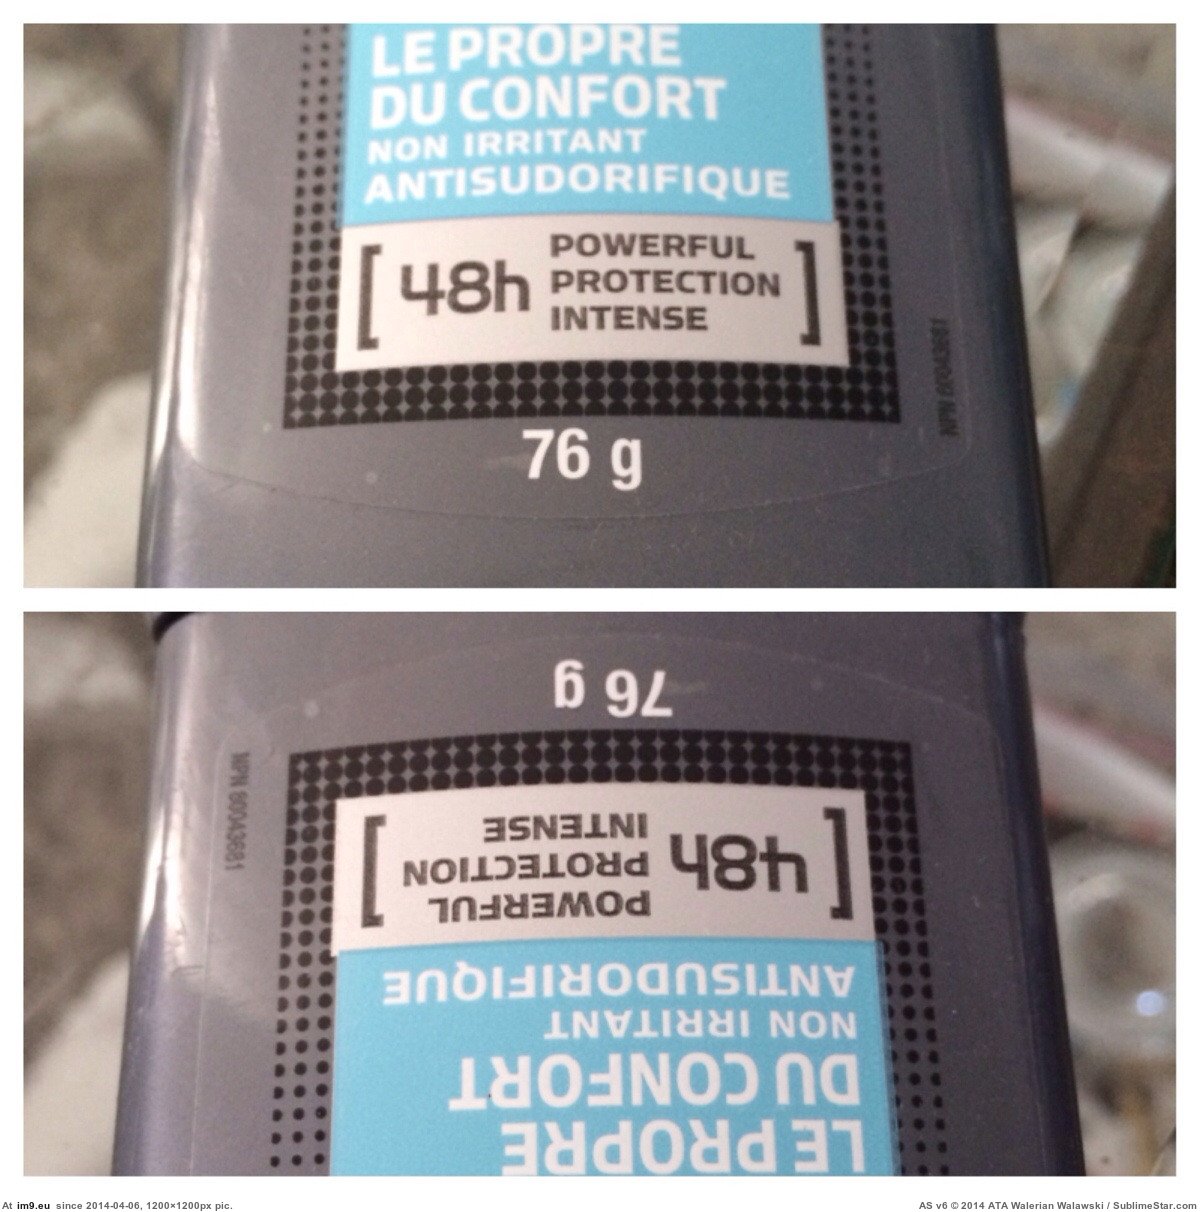 LE PROPRE
DU CONFORT
NON IRRITANT
ANTISUDORIFIQUE
[ 48h POWERFUL
PROTECTION
INTENSE ]
76 g
76 g
NPN 80043681
[ 48h POWERFUL
PROTECTION
INTENSE ]
ANTISUDORIFIQUE
NON IRRITANT
DU CONFORT
LE PROPRE
At im9.eu since 2014-04-06, 1200×1200px pic.
AS v6 © 2014 ATA Walerian Walawski / SublimeStar.com